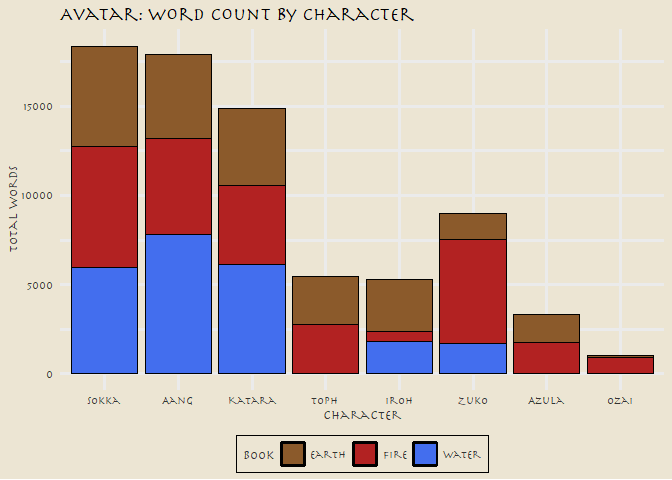 Avatar: Word Count by Character
Total Words
15000
10000
5000
0
Sokka Aang Katara Toph Iroh Zuko Azula Ozai
Character
Book Earth Fire Water